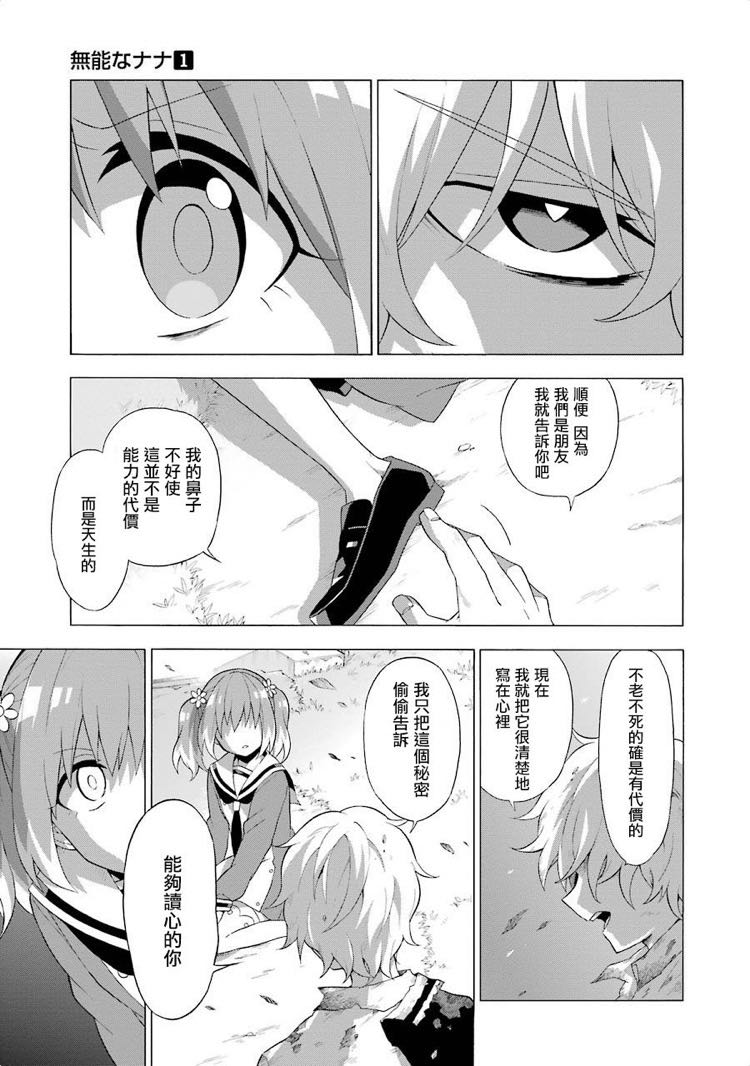 無能なナナ1
順便 因為
我們是朋友
我就告訴你吧
我的鼻子
不好使
這並不是
能力的代價
而是天生的
不老不死的確是有代價的
現在
我就把它很清楚地
寫在心裡
我只把這個秘密
偷偷告訴
能夠讀心的你